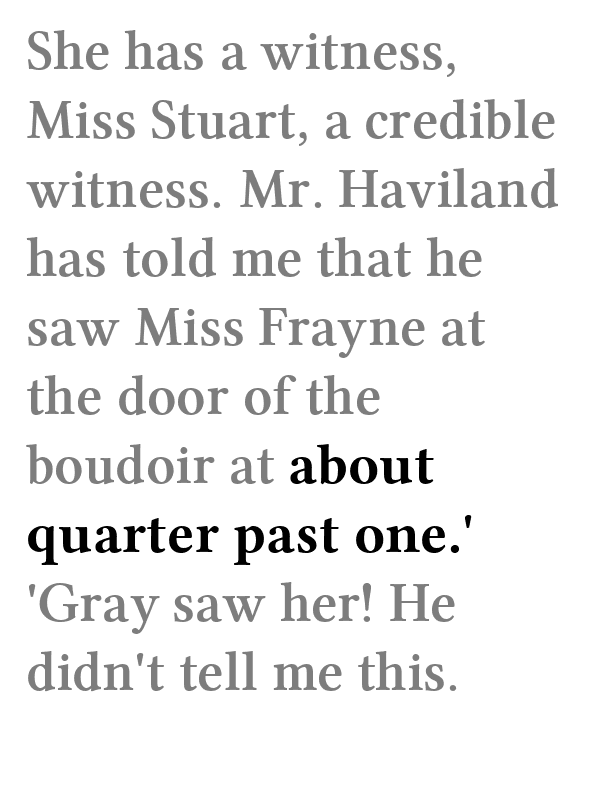 She has a witness,
Miss Stuart, a credible
witness. Mr. Haviland
has told me that he
saw Miss Frayne at
the door of the
boudoir at about
quarter past one.'
'Gray saw her! He
didn't tell me this.